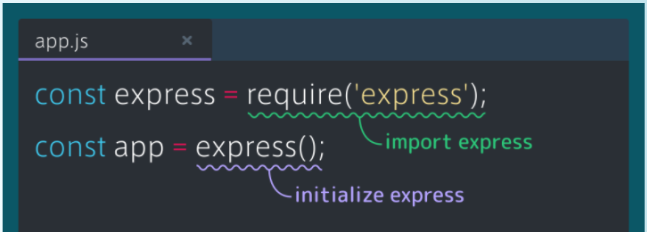 app.js ×
const express = require('express');
import express
const app = express();
initialize express